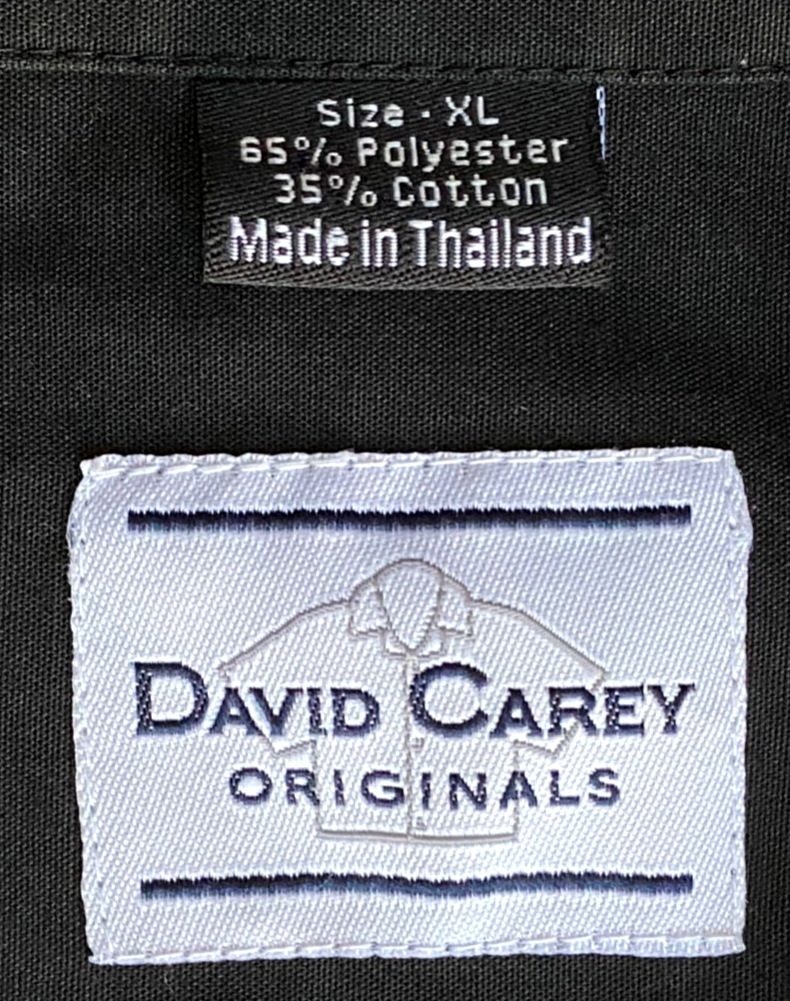 Size · XL
65% Polyester
35% Cotton
Made in Thailand
DAVID CAREY
ORIGINALS